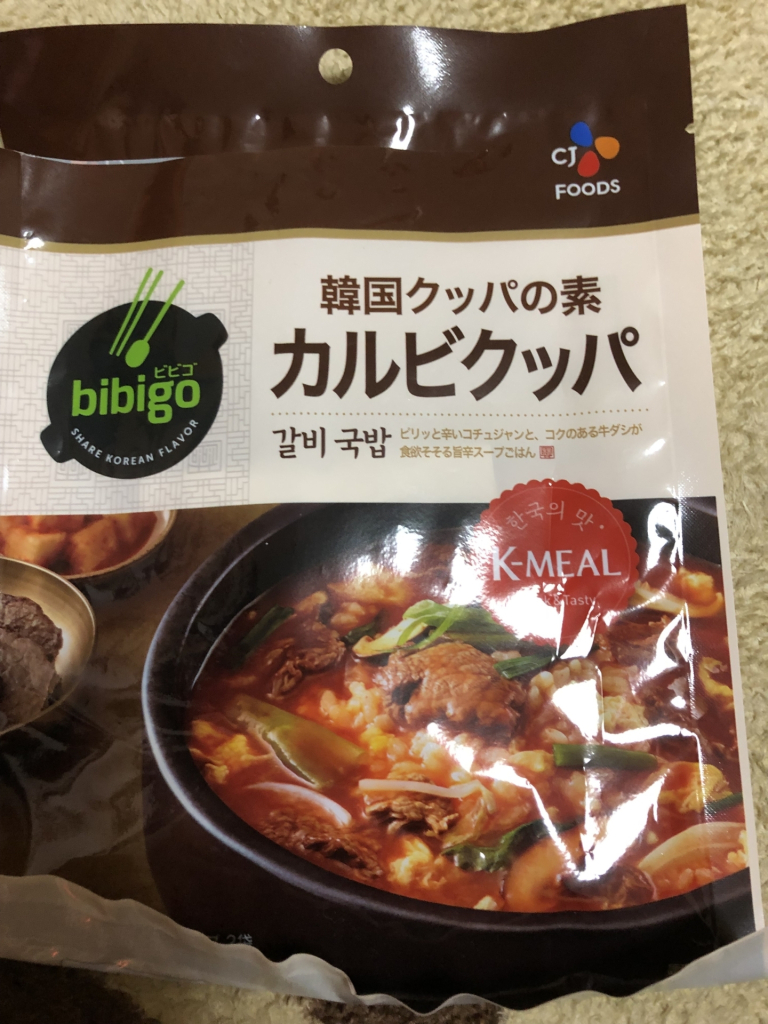 CJ
FOODS
韓国クッパの素
カルビクッパ
갈비 국밥
ピリッと辛いコチュジャンと、コクのある牛ダシが
食欲そそる旨辛スープごはん
ビビゴ
bibigo
SHARE KOREAN FLAVOR
한국의 맛
K-MEAL
&Tasty
2袋